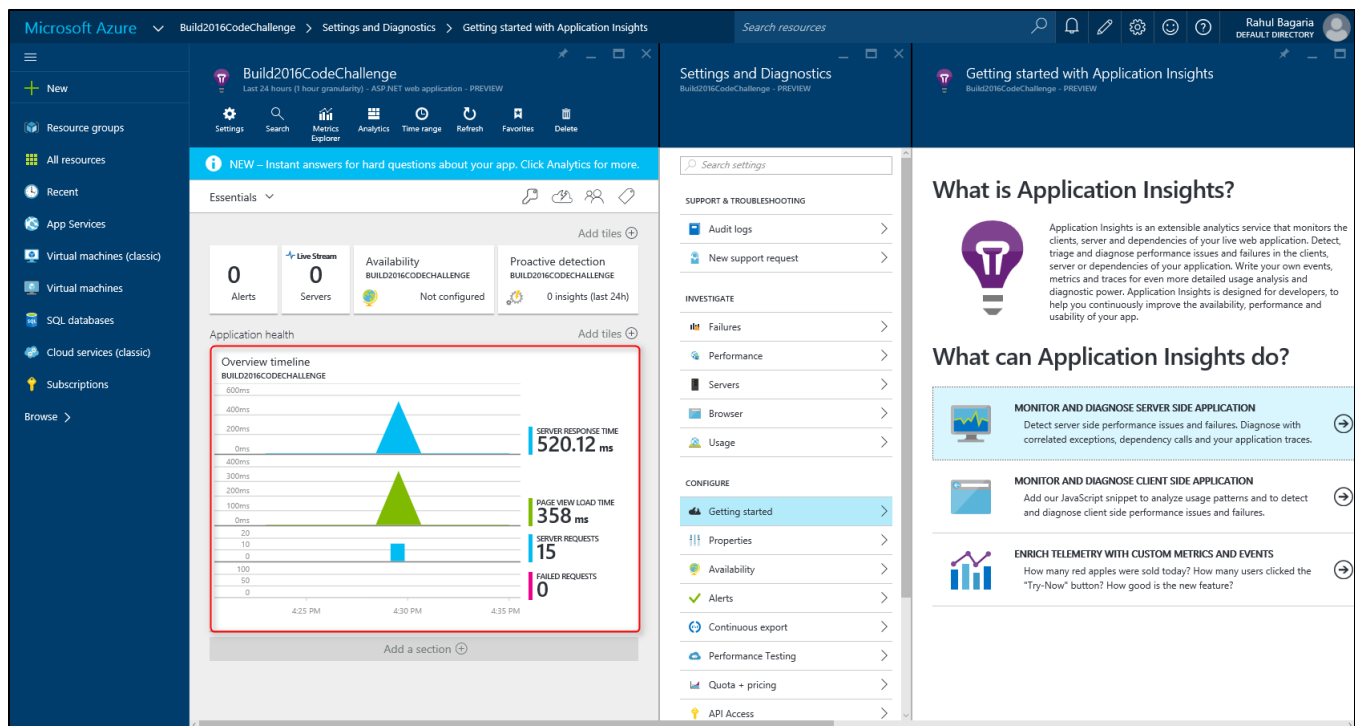 Microsoft Azure
Build2016CodeChallenge > Settings and Diagnostics > Getting started with Application Insights
Search resources
Rahul Bagaria
DEFAULT DIRECTORY
New
Resource groups
All resources
Recent
App Services
Virtual machines (classic)
Virtual machines
SQL databases
Cloud services (classic)
Subscriptions
Browse >
Build2016CodeChallenge
Last 24 hours (1 hour granularity) - ASP.NET web application - PREVIEW
Settings
Search
Metrics Explorer
Analytics
Time range
Refresh
Favorites
Delete
NEW – Instant answers for hard questions about your app. Click Analytics for more.
Essentials
Add tiles
0
Alerts
Live Stream
0
Servers
Availability
BUILD2016CODECHALLENGE
Not configured
Proactive detection
BUILD2016CODECHALLENGE
0 insights (last 24h)
Application health
Add tiles
Overview timeline
BUILD2016CODECHALLENGE
600ms
400ms
200ms
0ms
SERVER RESPONSE TIME
520.12 ms
400ms
300ms
200ms
100ms
0ms
PAGE VIEW LOAD TIME
358 ms
20
10
0
SERVER REQUESTS
15
100
50
0
FAILED REQUESTS
0
4:25 PM
4:30 PM
4:35 PM
Add a section
Settings and Diagnostics
Build2016CodeChallenge - PREVIEW
Search settings
SUPPORT & TROUBLESHOOTING
Audit logs
New support request
INVESTIGATE
Failures
Performance
Servers
Browser
Usage
CONFIGURE
Getting started
Properties
Availability
Alerts
Continuous export
Performance Testing
Quota + pricing
API Access
Getting started with Application Insights
Build2016CodeChallenge - PREVIEW
What is Application Insights?
Application Insights is an extensible analytics service that monitors the
clients, server and dependencies of your live web application. Detect,
triage and diagnose performance issues and failures in the clients,
server or dependencies of your application. Write your own events,
metrics and traces for even more detailed usage analysis and
diagnostic power. Application Insights is designed for developers, to
help you continuously improve the availability, performance and
usability of your app.
What can Application Insights do?
MONITOR AND DIAGNOSE SERVER SIDE APPLICATION
Detect server side performance issues and failures. Diagnose with
correlated exceptions, dependency calls and your application traces.
MONITOR AND DIAGNOSE CLIENT SIDE APPLICATION
Add our JavaScript snippet to analyze usage patterns and to detect
and diagnose client side performance issues and failures.
ENRICH TELEMETRY WITH CUSTOM METRICS AND EVENTS
How many red apples were sold today? How many users clicked the
"Try-Now" button? How good is the new feature?